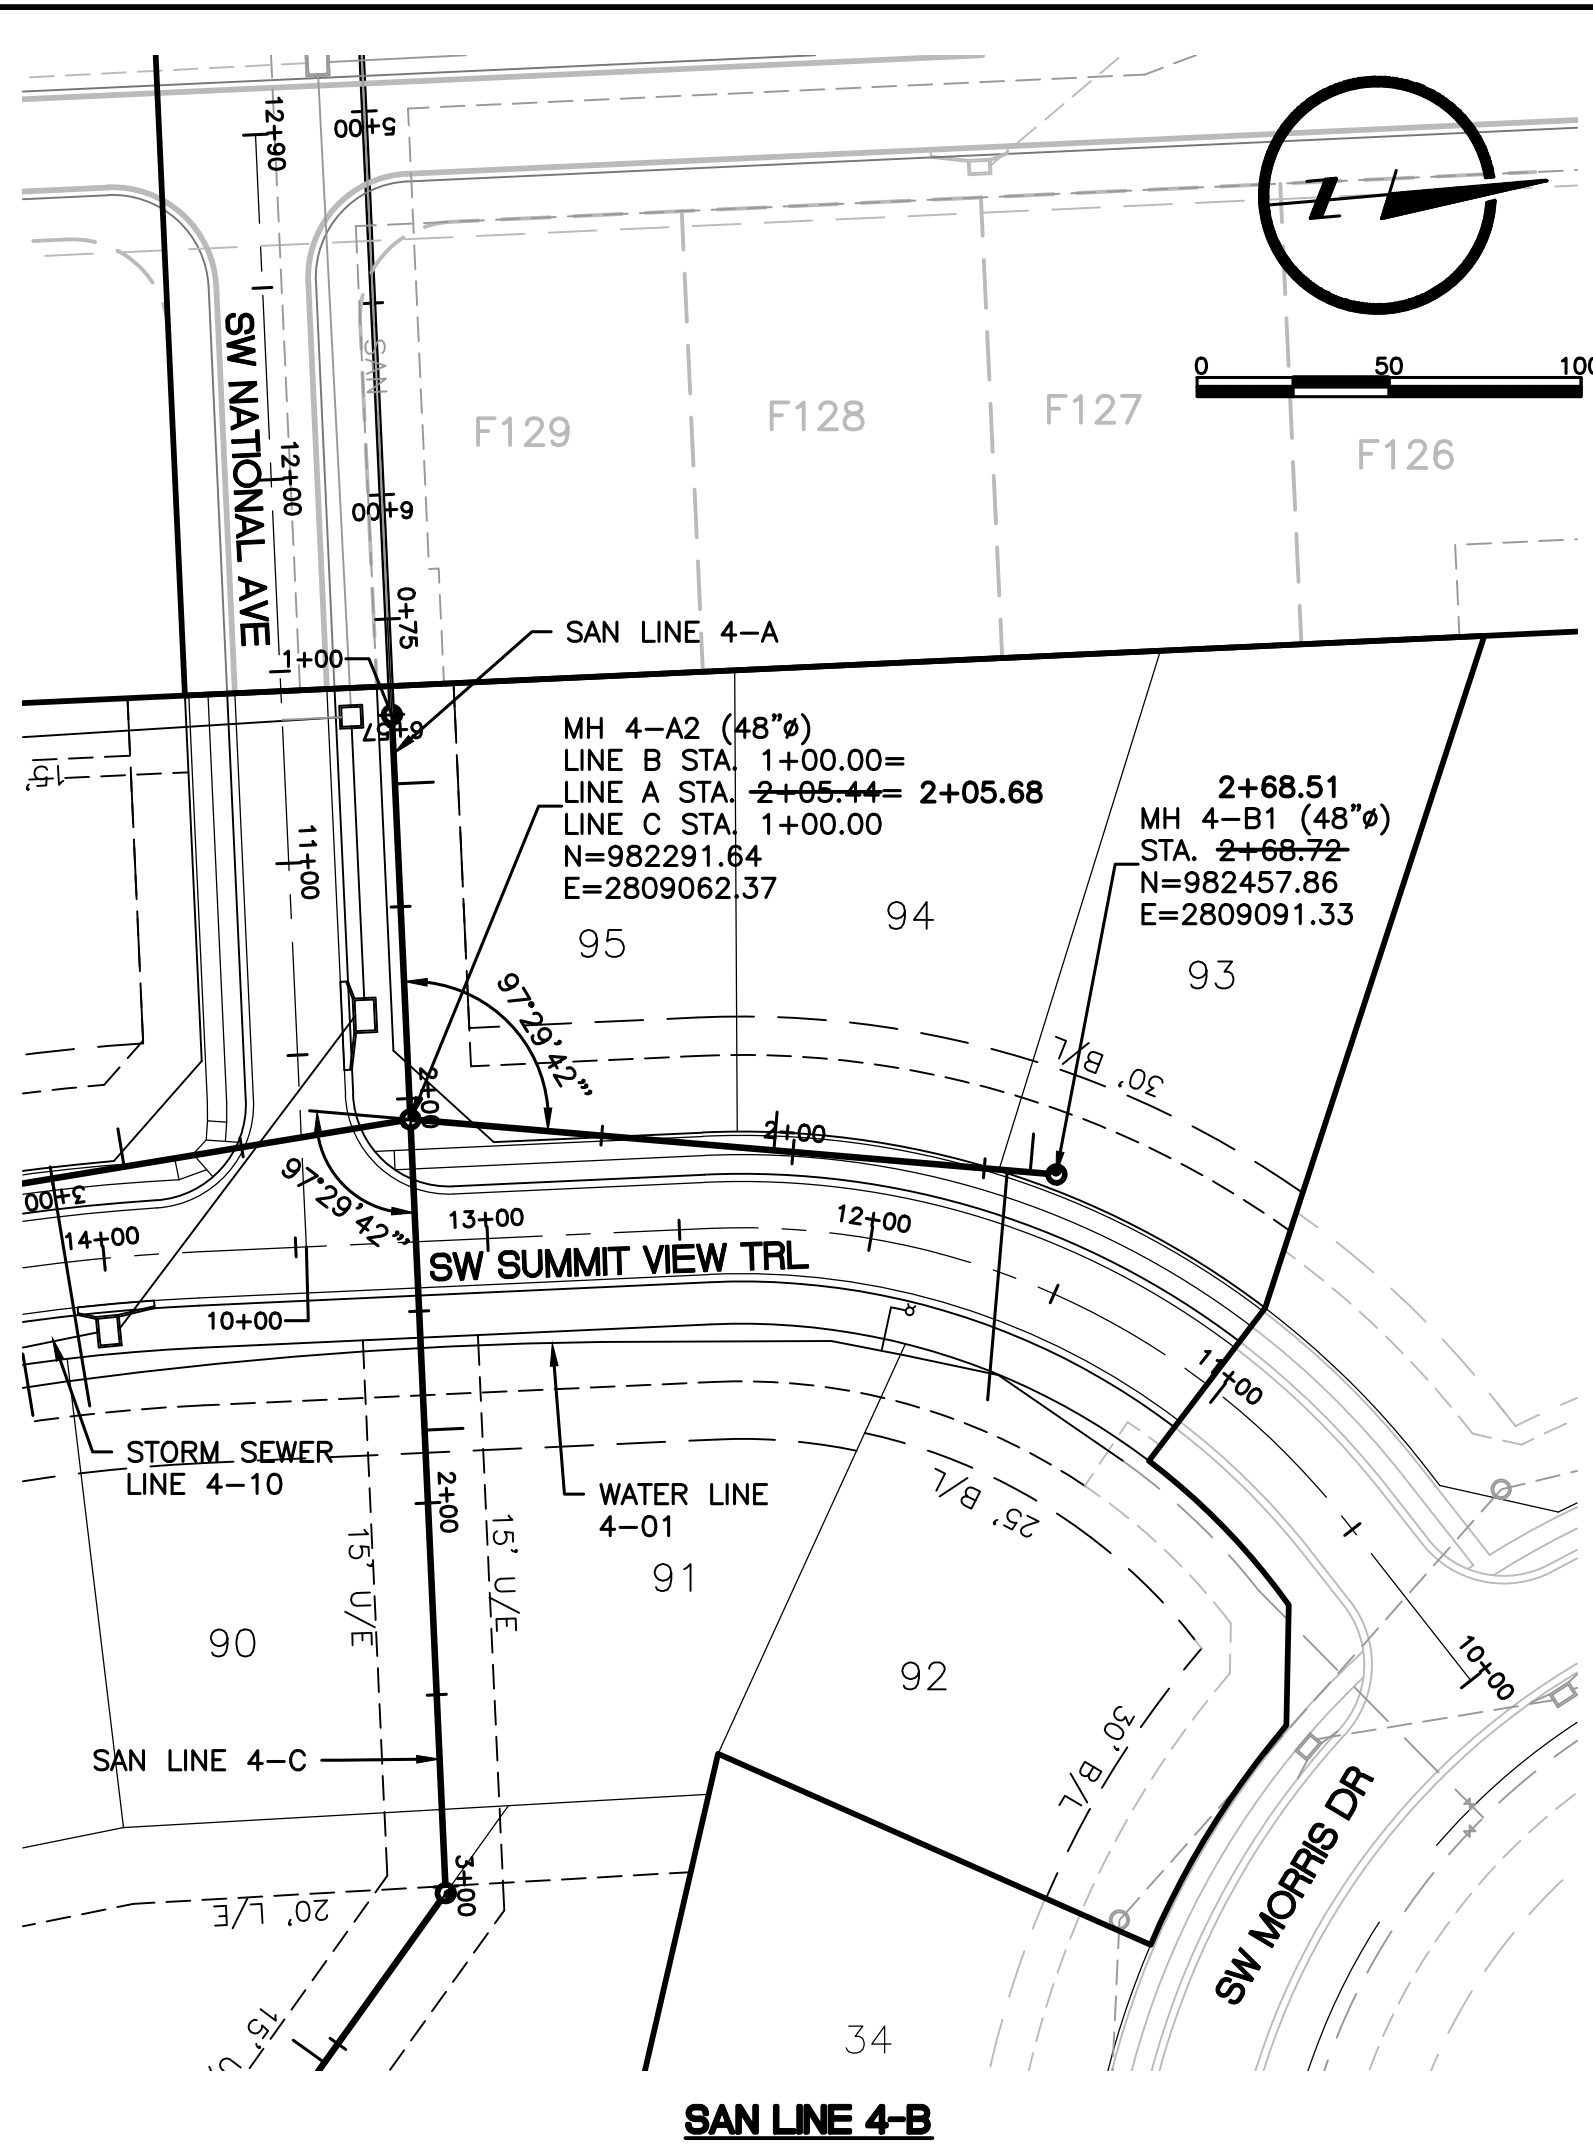 12+90
5+00
N
0 50 100
SW NATIONAL AVE
SAN
F129
F128
F127
F126
12+00
6+00
0+75
SAN LINE 4-A
1+00
6+57
15'
MH 4-A2 (48"ø)
LINE B STA. 1+00.00=
LINE A STA. 2+05.44= 2+05.68
LINE C STA. 1+00.00
N=982291.64
E=2809062.37
2+68.51
MH 4-B1 (48"ø)
STA. 2+68.72
N=982457.86
E=2809091.33
11+00
95
94
93
97°29'42"'
30' B/L
2+00
2+00
97°29'42"'
3+00
14+00
13+00
12+00
SW SUMMIT VIEW TRL
10+00
11+00
STORM SEWER
LINE 4-10
WATER LINE
4-01
2+00
15' U/E
15' U/E
25' B/L
91
90
92
10+00
30' B/L
SAN LINE 4-C
3+00
20' L/E
15' U
SW MORRIS DR
34
SAN LINE 4-B